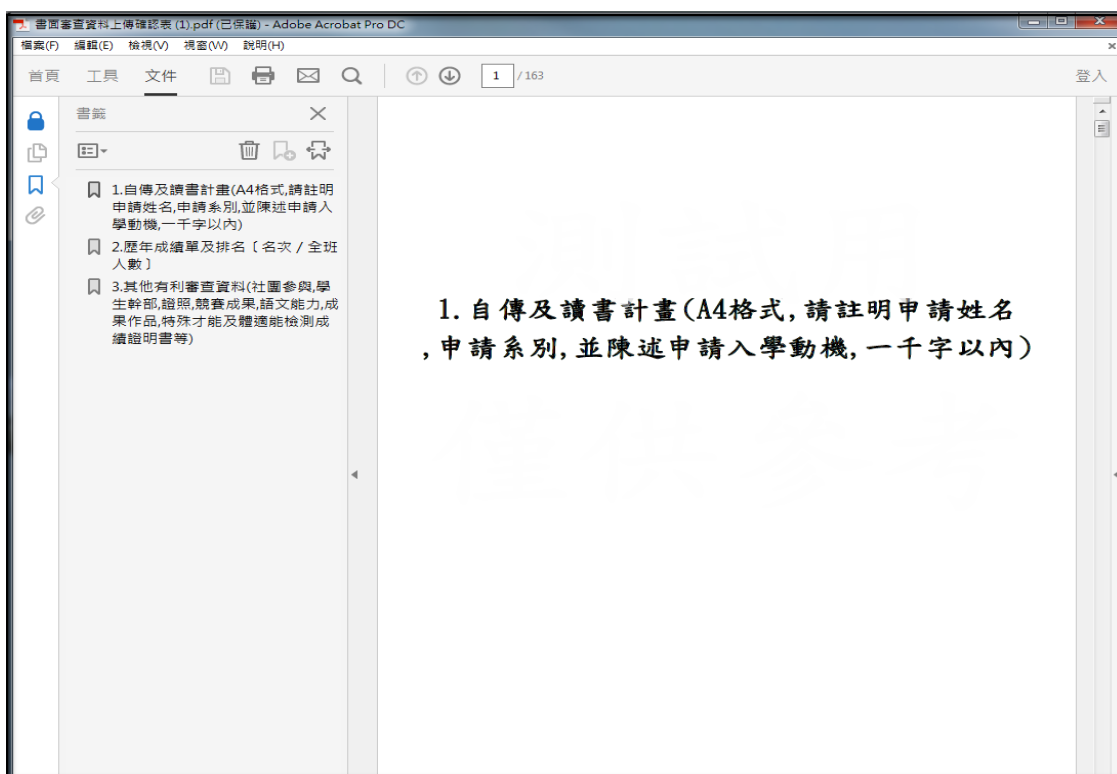 書面審查資料上傳確認表 (1).pdf (已保護) - Adobe Acrobat Pro DC
檔案(F) 編輯(E) 檢視(V) 視窗(W) 說明(H)
首頁 工具 文件 1 / 163 登入
書籤
1.自傳及讀書計畫(A4格式,請註明
申請姓名,申請系別,並陳述申請入
學動機,一千字以內)
2.歷年成績單及排名〔名次／全班
人數〕
3.其他有利審查資料(社團參與,學
生幹部,證照,競賽成果,語文能力,成
果作品,特殊才能及體適能檢測成
績證明書等)
測試用
1.自傳及讀書計畫(A4格式,請註明申請姓名
,申請系別,並陳述申請入學動機,一千字以內)
僅供參考